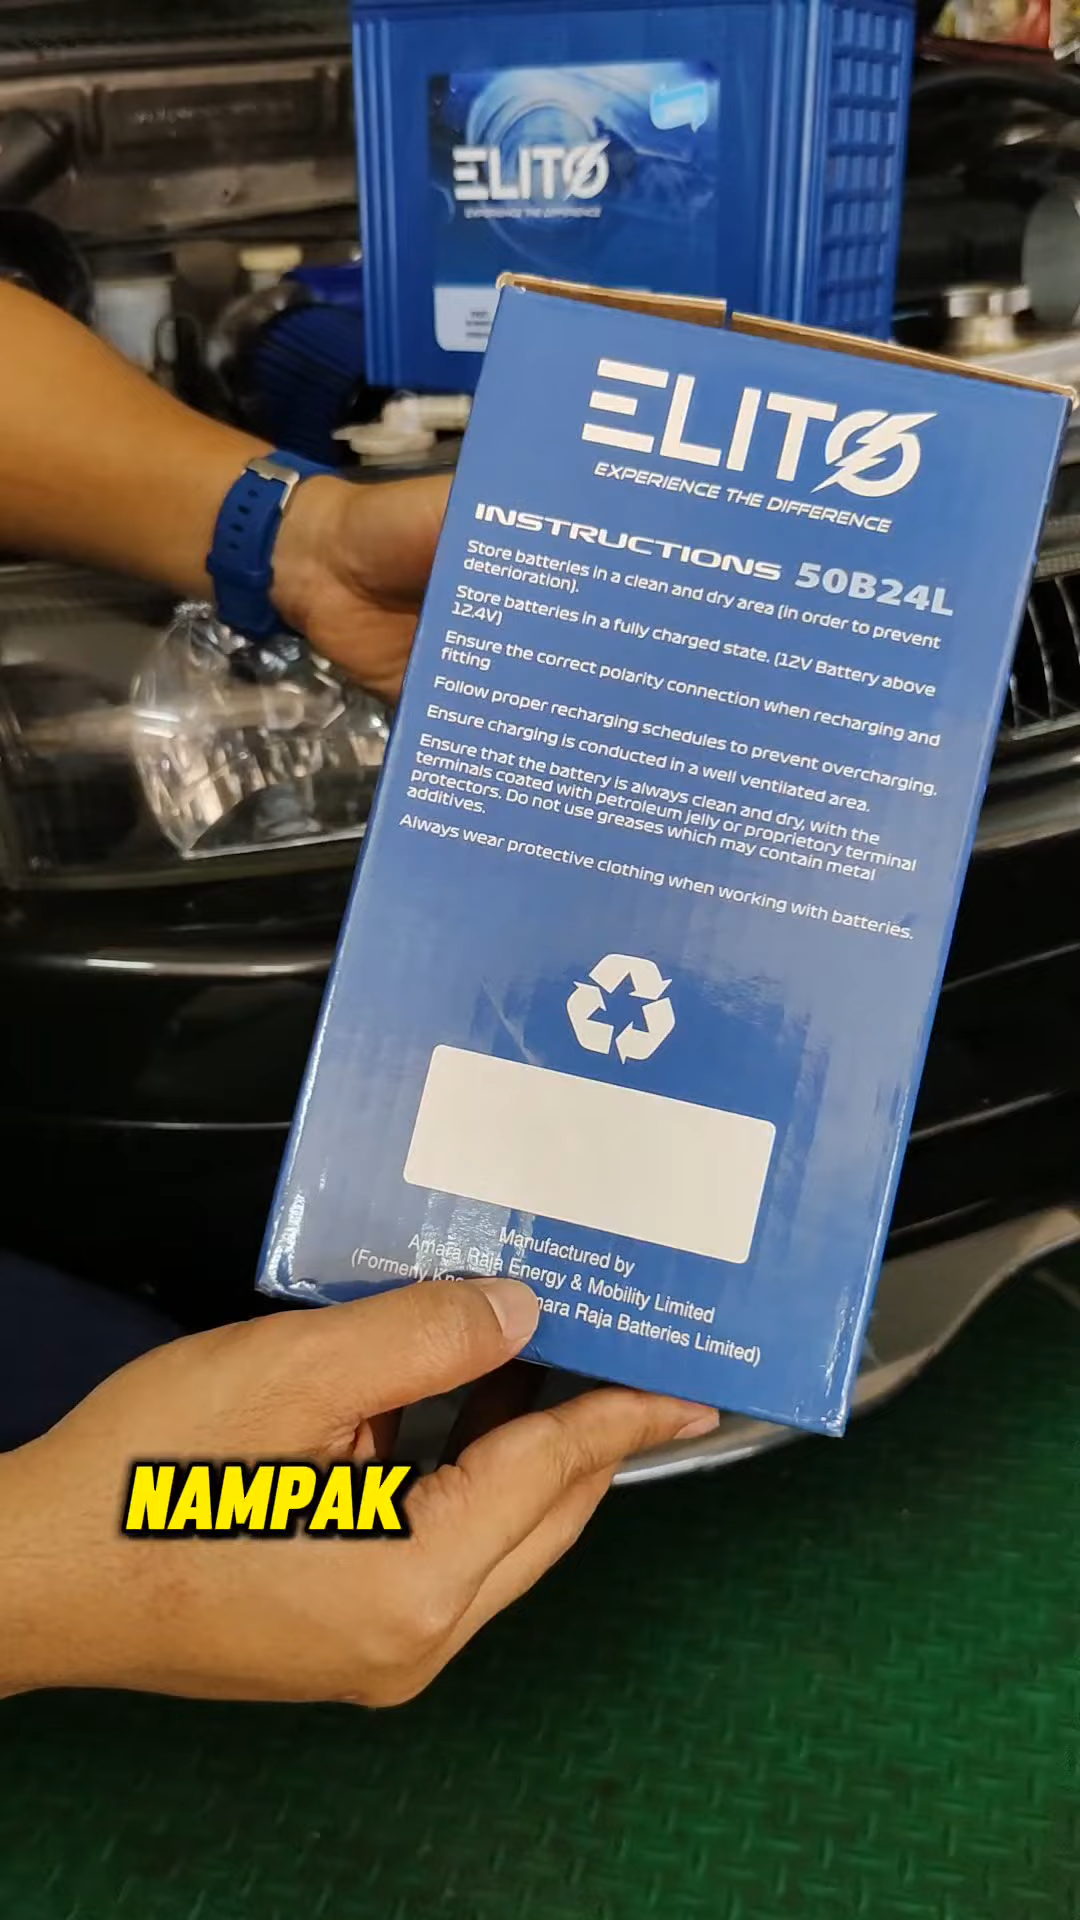 ELITO
EXPERIENCE THE DIFFERENCE
ELITO
EXPERIENCE THE DIFFERENCE
INSTRUCTIONS 50B24L
Store batteries in a clean and dry area (in order to prevent
deterioration).
Store batteries in a fully charged state. (12V Battery above
12.4V)
Ensure the correct polarity connection when recharging and
fitting
Follow proper recharging schedules to prevent overcharging.
Ensure charging is conducted in a well ventilated area.
Ensure that the battery is always clean and dry, with the
terminals coated with petroleum jelly or proprietory terminal
protectors. Do not use greases which may contain metal
additives.
Always wear protective clothing when working with batteries.
Manufactured by
Amara Raja Energy & Mobility Limited
(Formerly Amara Raja Batteries Limited)
NAMPAK